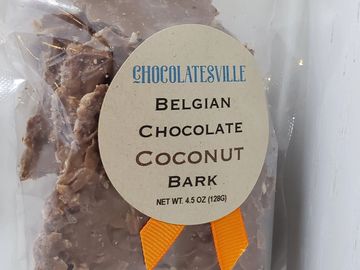 CHOCOLATESVILLE
BELGIAN
CHOCOLATE
COCONUT
BARK
NET WT. 4.5 OZ (128G)